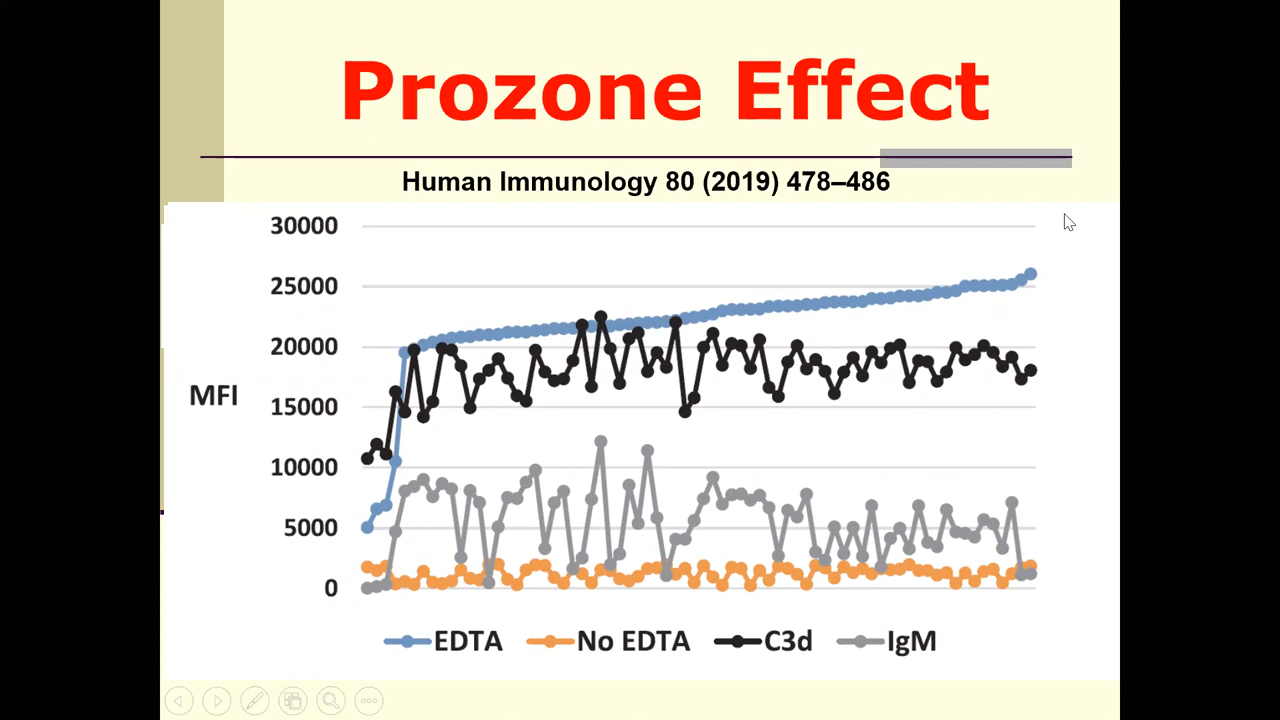 Prozone Effect
Human Immunology 80 (2019) 478–486
30000
25000
20000
MFI
15000
10000
5000
0
EDTA No EDTA C3d IgM